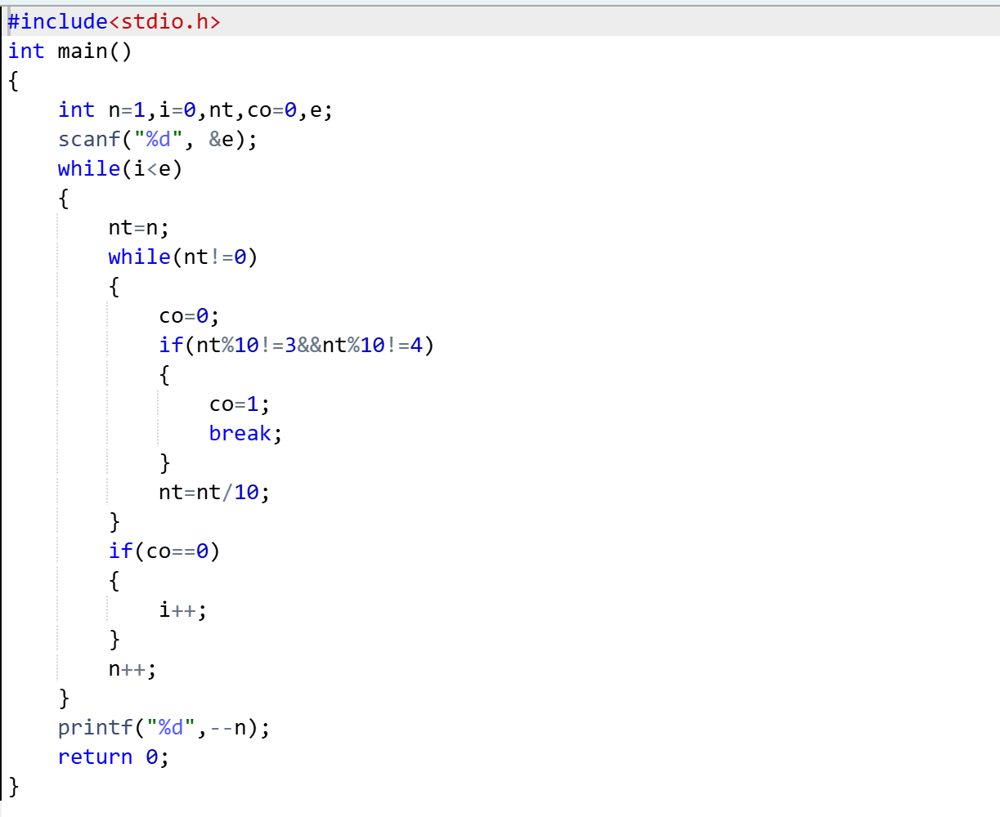 #include<stdio.h>
int main()
{
    int n=1,i=0,nt,co=0,e;
    scanf("%d", &e);
    while(i<e)
    {
        nt=n;
        while(nt!=0)
        {
            co=0;
            if(nt%10!=3&&nt%10!=4)
            {
                co=1;
                break;
            }
            nt=nt/10;
        }
        if(co==0)
        {
            i++;
        }
        n++;
    }
    printf("%d",--n);
    return 0;
}